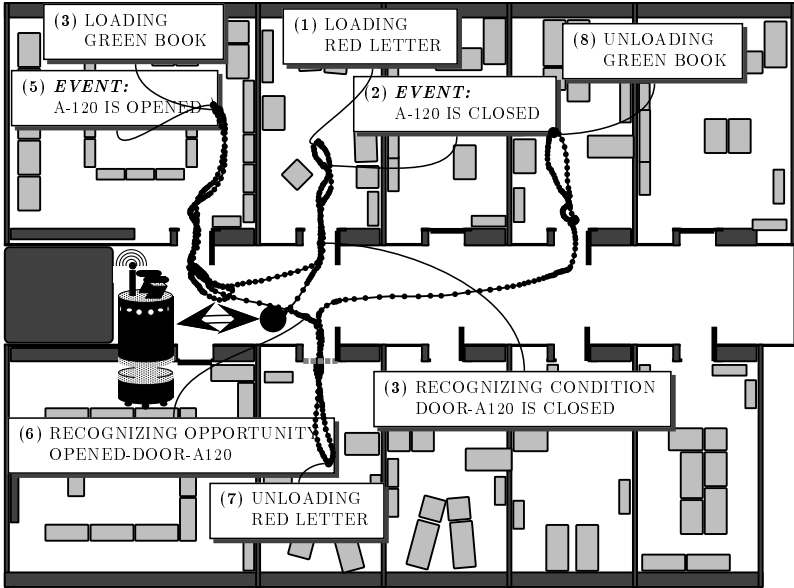 (3) LOADING
GREEN BOOK
(1) LOADING
RED LETTER
(8) UNLOADING
GREEN BOOK
(5) EVENT:
A-120 IS OPENED
(2) EVENT:
A-120 IS CLOSED
(3) RECOGNIZING CONDITION
DOOR-A120 IS CLOSED
(6) RECOGNIZING OPPORTUNITY
OPENED-DOOR-A120
(7) UNLOADING
RED LETTER